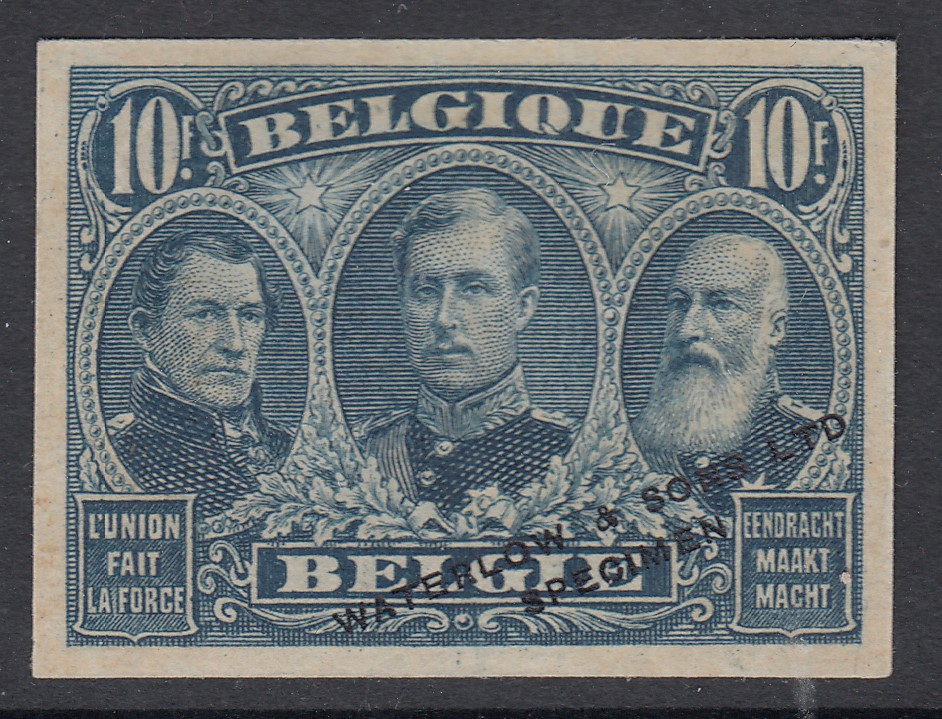 10F.
BELGIQUE
10F.
L'UNION
FAIT
LA FORCE
BELGIE
EENDRACHT
MAAKT
MACHT
WATERLOW & SONS LTD
SPECIMEN